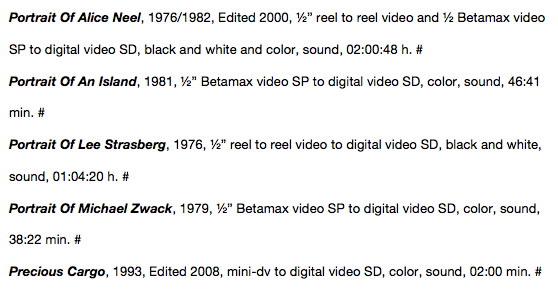 Portrait Of Alice Neel, 1976/1982, Edited 2000, ½” reel to reel video and ½ Betamax video
SP to digital video SD, black and white and color, sound, 02:00:48 h. #
Portrait Of An Island, 1981, ½” Betamax video SP to digital video SD, color, sound, 46:41
min. #
Portrait Of Lee Strasberg, 1976, ½” reel to reel video to digital video SD, black and white,
sound, 01:04:20 h. #
Portrait Of Michael Zwack, 1979, ½” Betamax video SP to digital video SD, color, sound,
38:22 min. #
Precious Cargo, 1993, Edited 2008, mini-dv to digital video SD, color, sound, 02:00 min. #